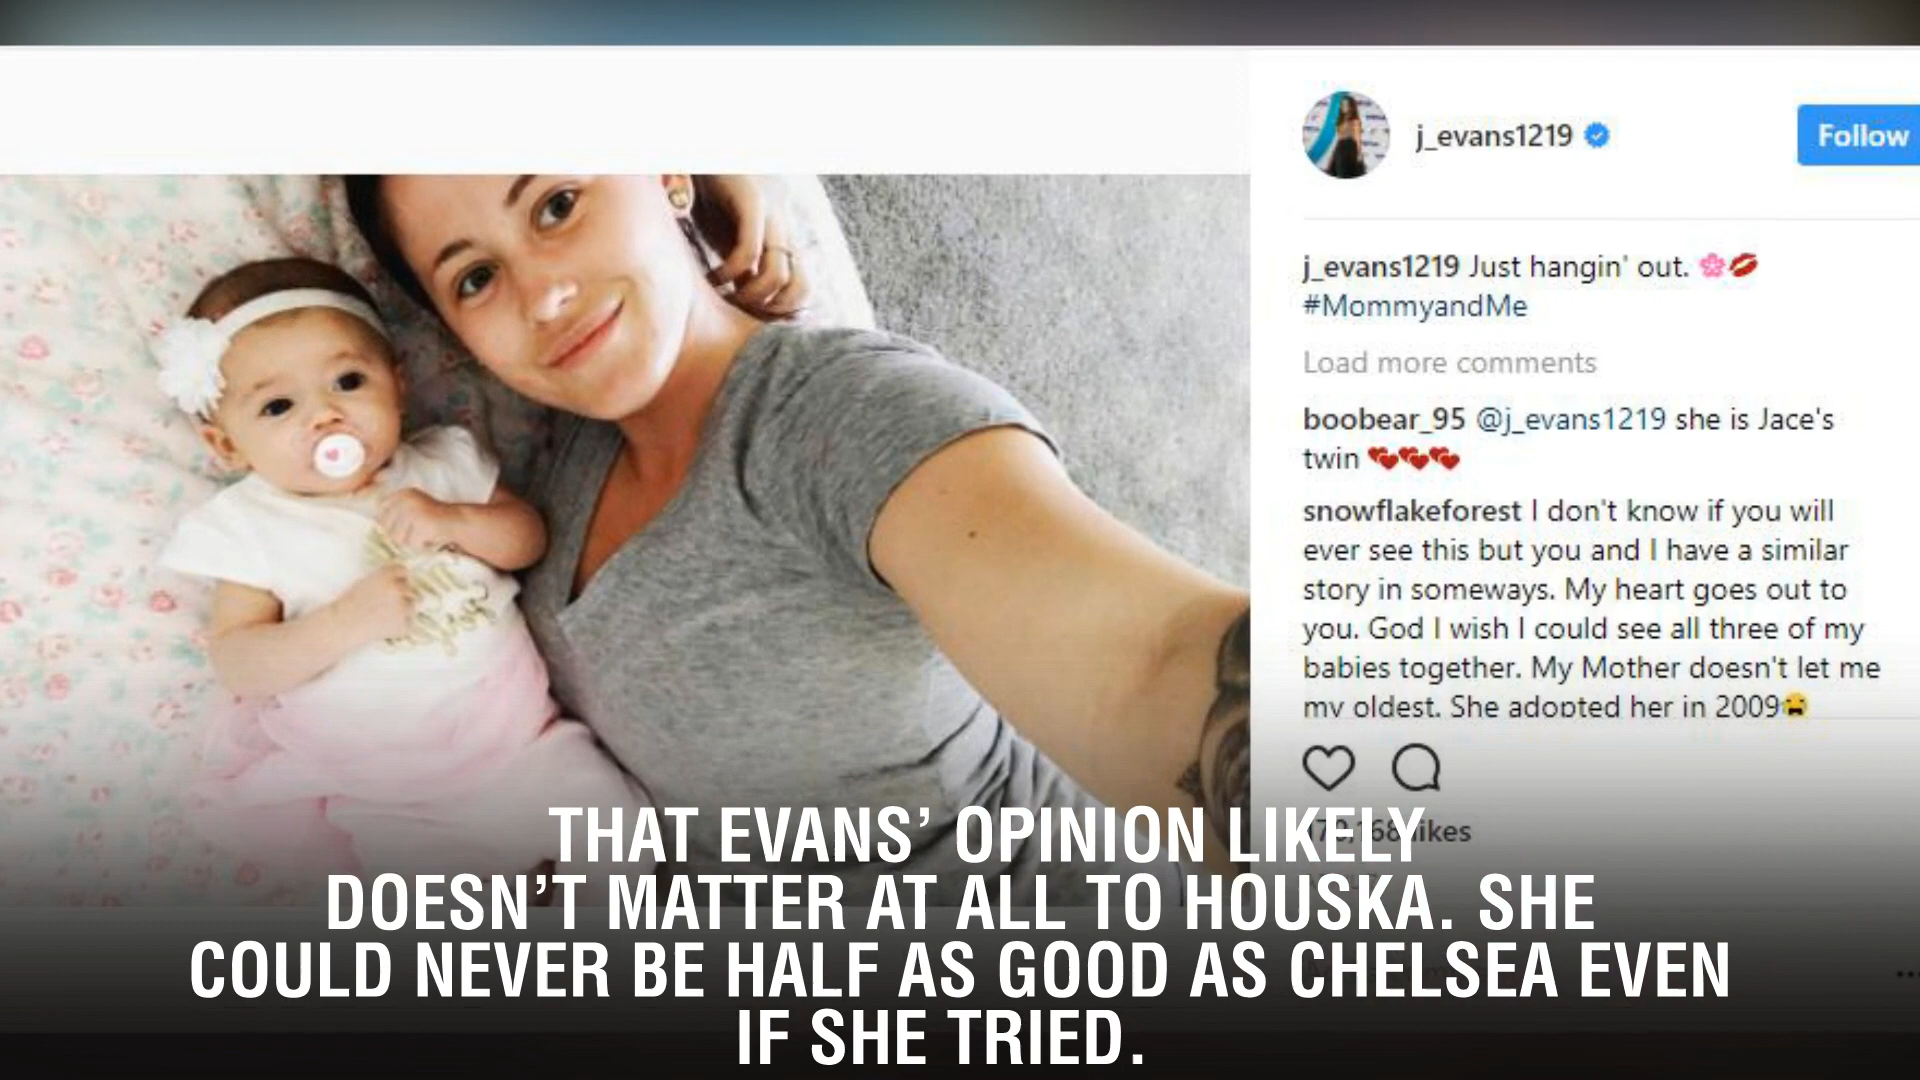 j_evans1219
Follow
j_evans1219 Just hangin' out. 🌸💋
#MommyandMe
Load more comments
boobear_95 @j_evans1219 she is Jace's
twin 💕💕💕
snowflakeforest I don't know if you will
ever see this but you and I have a similar
story in someways. My heart goes out to
you. God I wish I could see all three of my
babies together. My Mother doesn't let me
my oldest. She adopted her in 2009😫
likes
THAT EVANS’ OPINION LIKELY
DOESN’T MATTER AT ALL TO HOUSKA. SHE
COULD NEVER BE HALF AS GOOD AS CHELSEA EVEN
IF SHE TRIED.